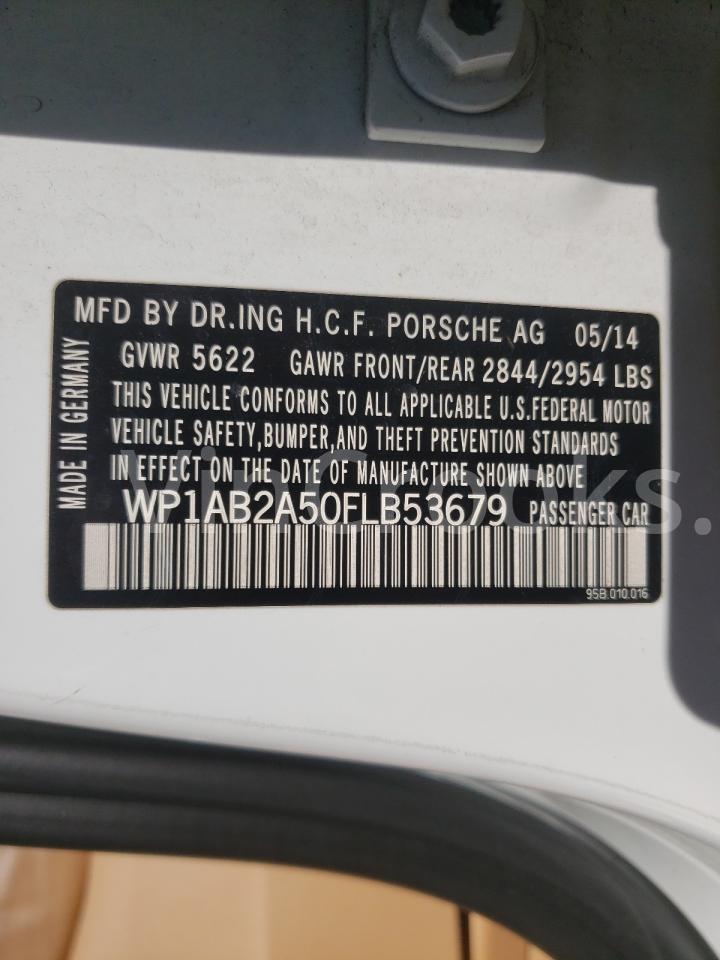 MFD BY DR.ING H.C.F. PORSCHE AG 05/14
GVWR 5622 GAWR FRONT/REAR 2844/2954 LBS
THIS VEHICLE CONFORMS TO ALL APPLICABLE U.S.FEDERAL MOTOR
VEHICLE SAFETY,BUMPER,AND THEFT PREVENTION STANDARDS
IN EFFECT ON THE DATE OF MANUFACTURE SHOWN ABOVE
WP1AB2A50FLB53679 PASSENGER CAR
95B.010.016
MADE IN GERMANY
VinCrooks.